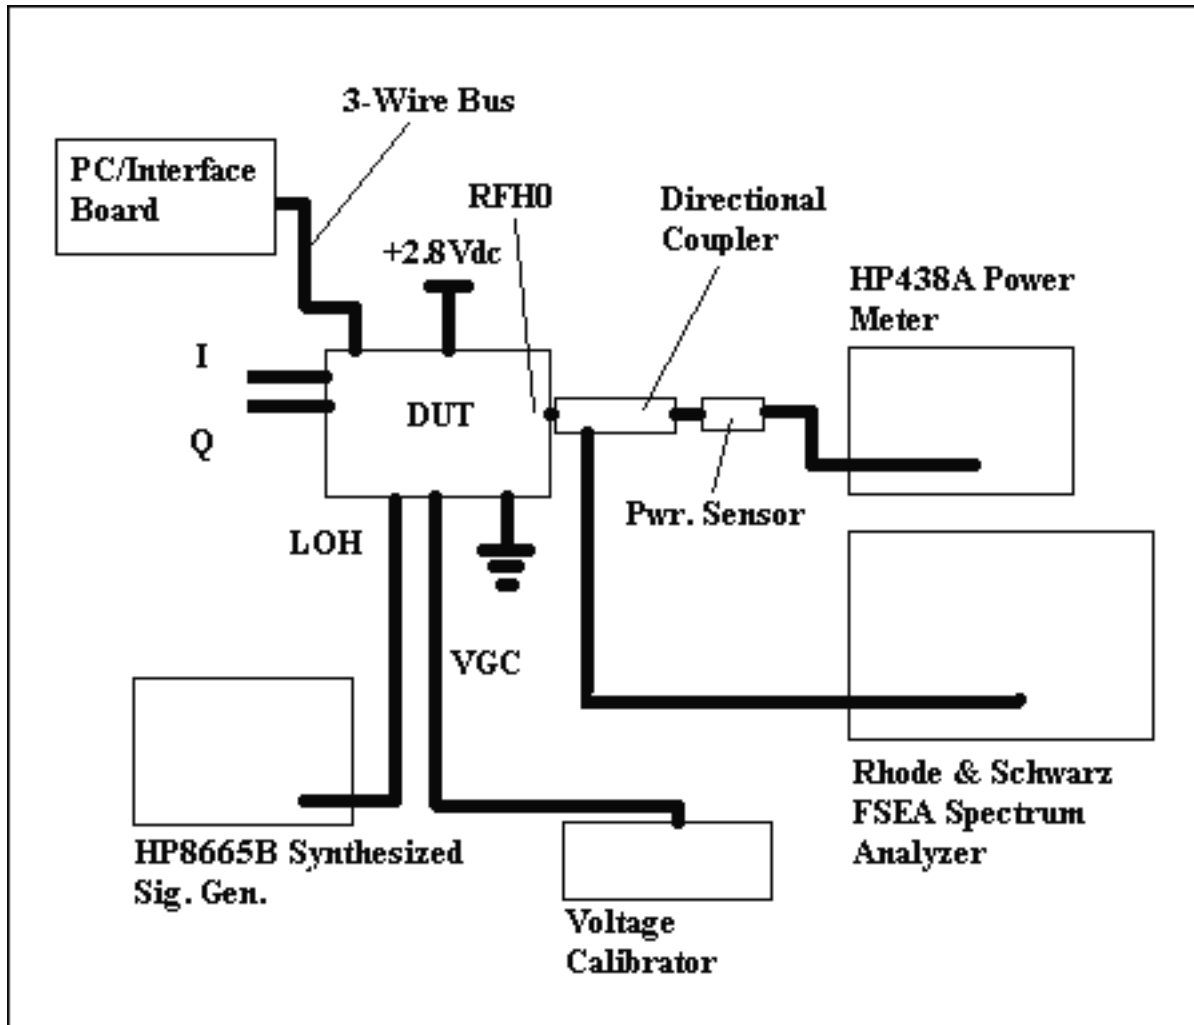 3-Wire Bus
PC/Interface
Board
RFH0
Directional
Coupler
+2.8Vdc
HP438A Power
Meter
I
DUT
Q
Pwr. Sensor
LOH
VGC
Rhode & Schwarz
FSEA Spectrum
Analyzer
HP8665B Synthesized
Sig. Gen.
Voltage
Calibrator